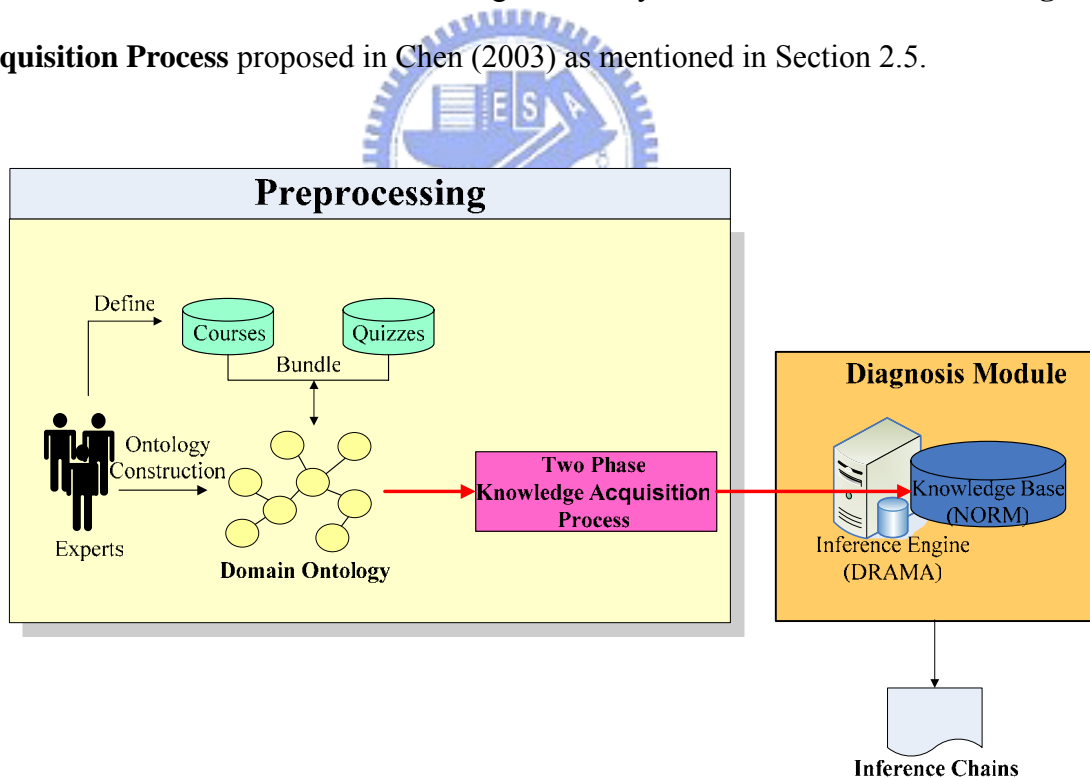 quisition Process proposed in Chen (2003) as mentioned in Section 2.5.
E S
Preprocessing
Define
Courses
Quizzes
Bundle
Ontology
Construction
Experts
Domain Ontology
Two Phase
Knowledge Acquisition
Process
Diagnosis Module
Knowledge Base
(NORM)
Inference Engine
(DRAMA)
Inference Chains